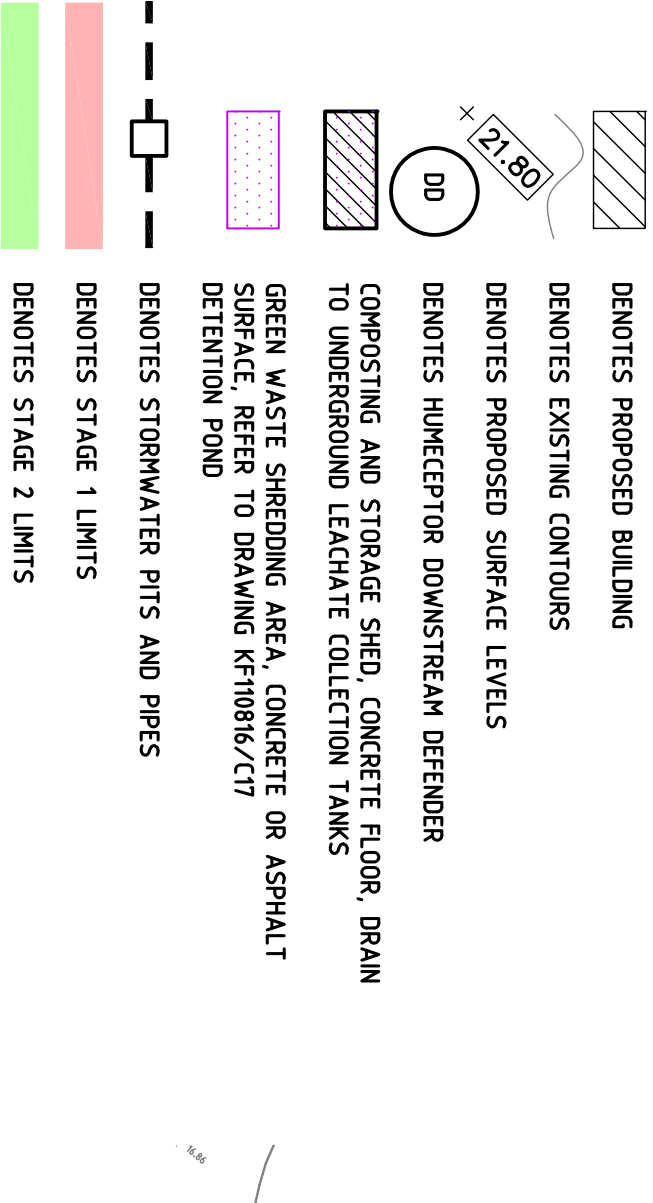 DENOTES PROPOSED BUILDING
DENOTES EXISTING CONTOURS
21.80
DENOTES PROPOSED SURFACE LEVELS
DD
DENOTES HUMECEPTOR DOWNSTREAM DEFENDER
COMPOSTING AND STORAGE SHED, CONCRETE FLOOR, DRAIN
TO UNDERGROUND LEACHATE COLLECTION TANKS
GREEN WASTE SHREDDING AREA, CONCRETE OR ASPHALT
SURFACE, REFER TO DRAWING KF110816/C17
DETENTION POND
DENOTES STORMWATER PITS AND PIPES
DENOTES STAGE 1 LIMITS
DENOTES STAGE 2 LIMITS
16.86